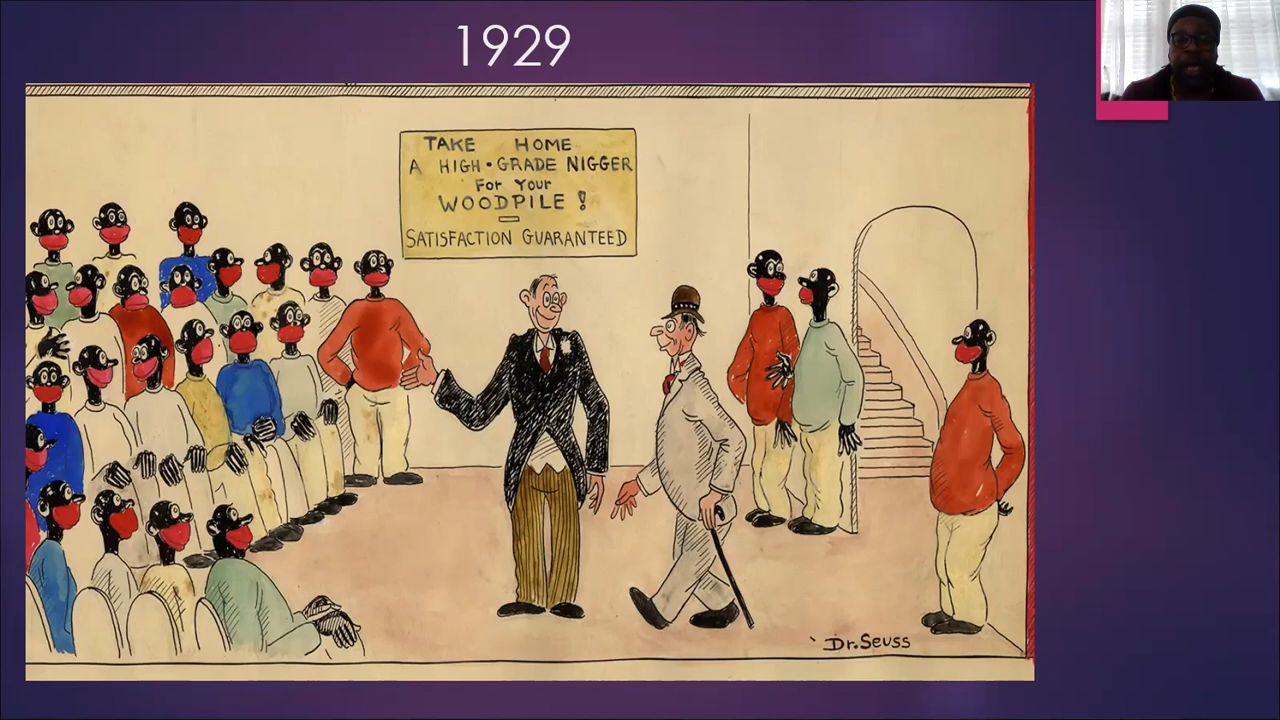 1929
TAKE HOME
A HIGH·GRADE NIGGER
For Your
WOODPILE !
SATISFACTION GUARANTEED
Dr. Seuss